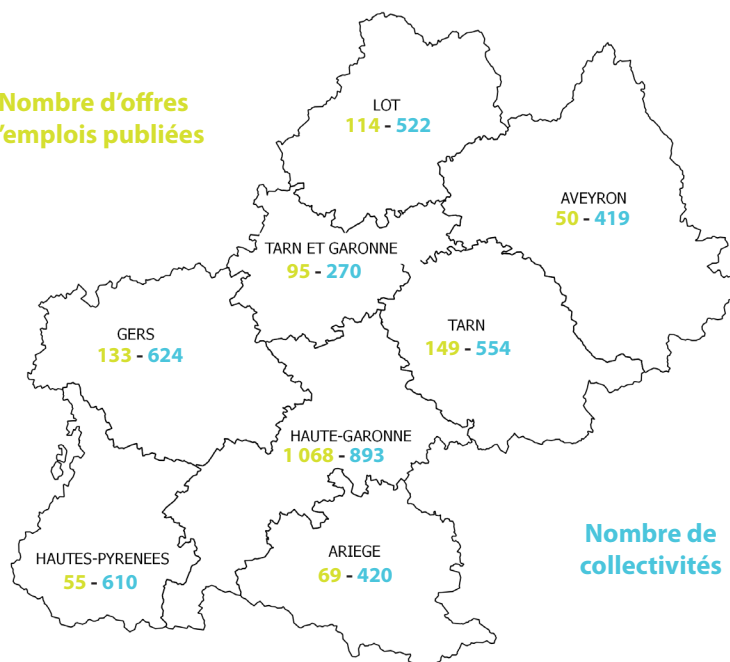 Nombre d'offres
'emplois publiées
LOT
114 - 522
AVEYRON
50 - 419
TARN ET GARONNE
95 - 270
TARN
149 - 554
GERS
133 - 624
HAUTE-GARONNE
1 068 - 893
HAUTES-PYRENEES
55 - 610
ARIEGE
69 - 420
Nombre de
collectivités